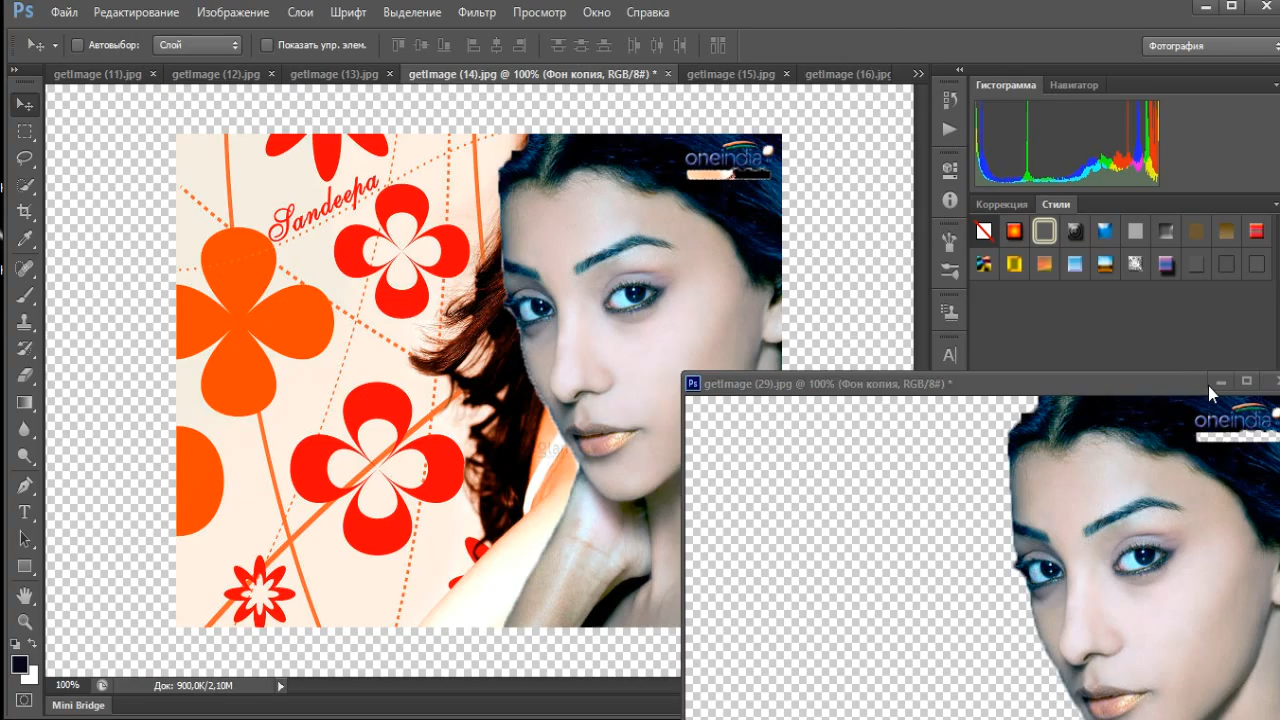 Ps Файл Редактирование Изображение Слои Шрифт Выделение Фильтр Просмотр Окно Справка
Автовыбор: Слой Показать упр. элем. Фотография
getImage (11).jpg × getImage (12).jpg × getImage (13).jpg × getImage (14).jpg @ 100% (Фон копия, RGB/8#) * × getImage (15).jpg × getImage (16).jpg
Гистограмма Навигатор
oneindia
Sandeepa
Коррекция Стили
Ps getImage (29).jpg @ 100% (Фон копия, RGB/8#) *
oneindia
100% Док: 900,0K/2,10M
Mini Bridge